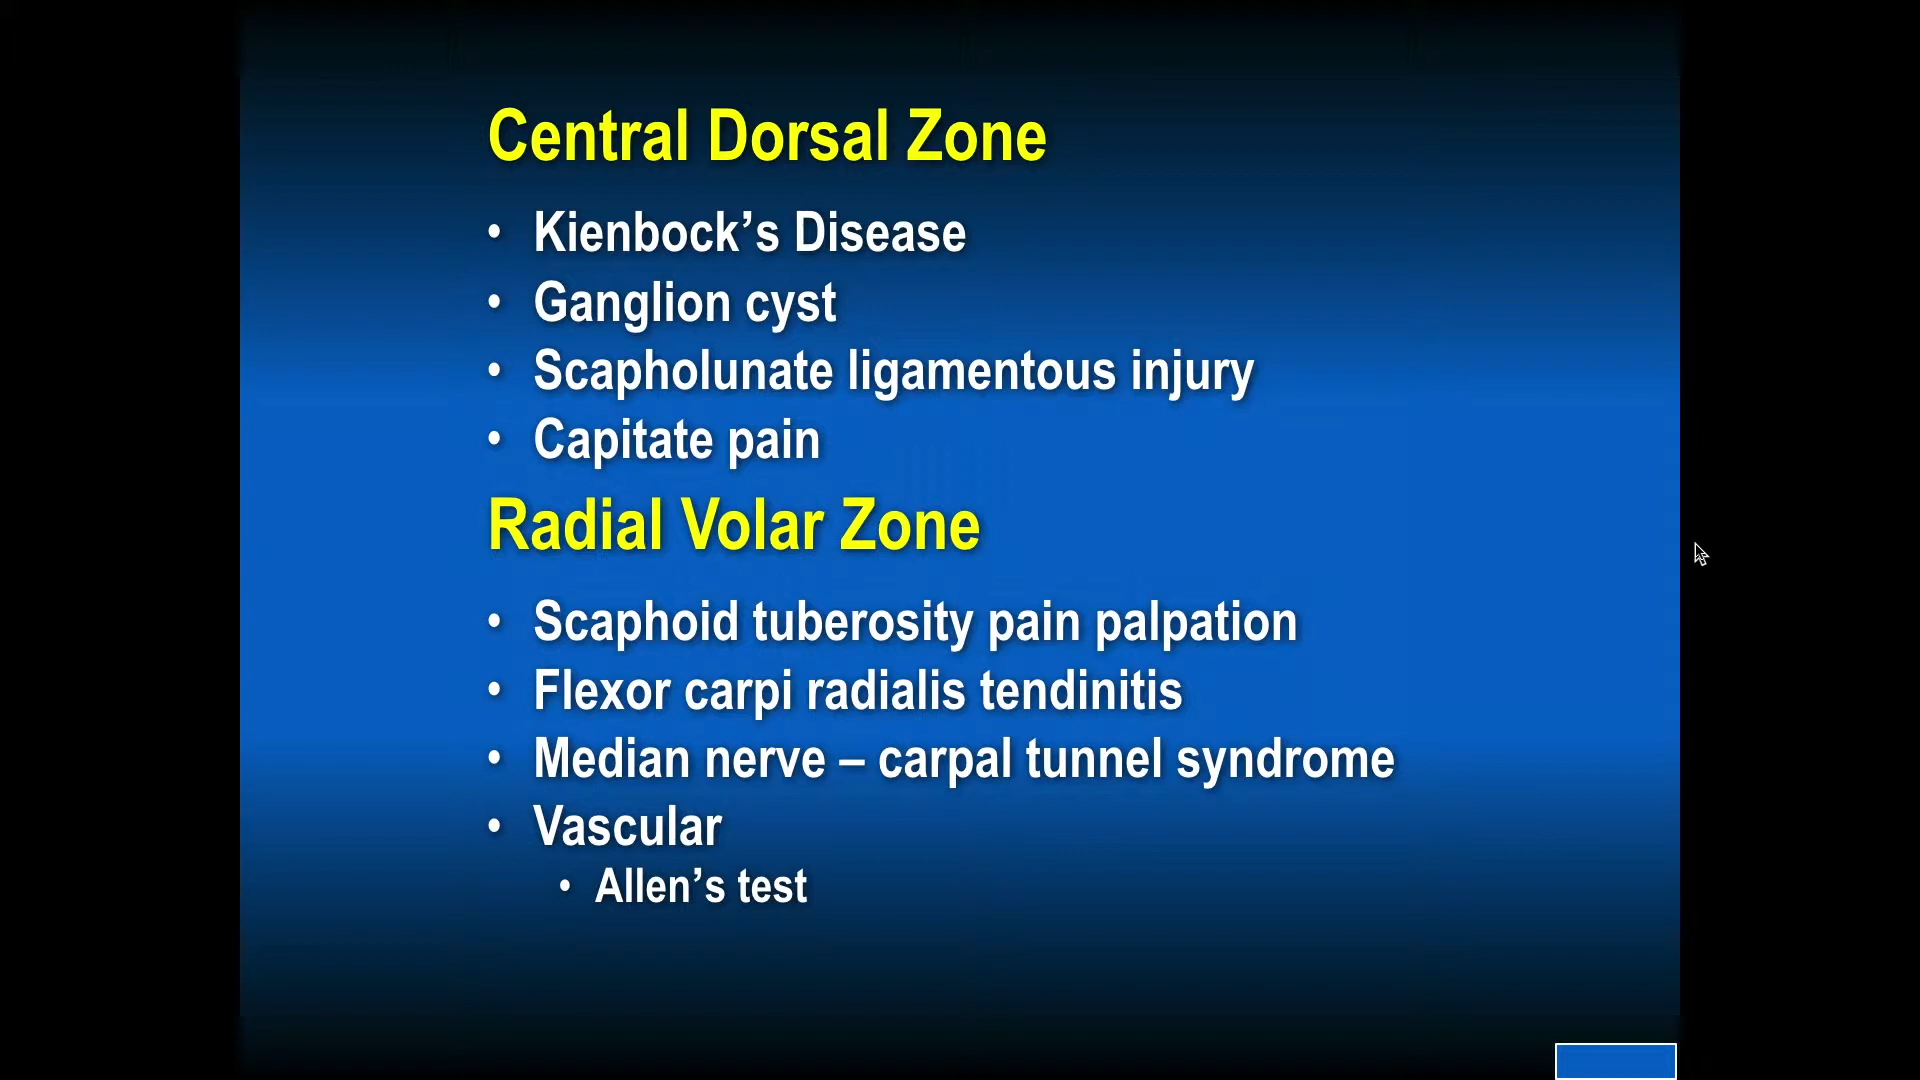 Central Dorsal Zone
• Kienbock’s Disease
• Ganglion cyst
• Scapholunate ligamentous injury
• Capitate pain
Radial Volar Zone
• Scaphoid tuberosity pain palpation
• Flexor carpi radialis tendinitis
• Median nerve – carpal tunnel syndrome
• Vascular
• Allen’s test